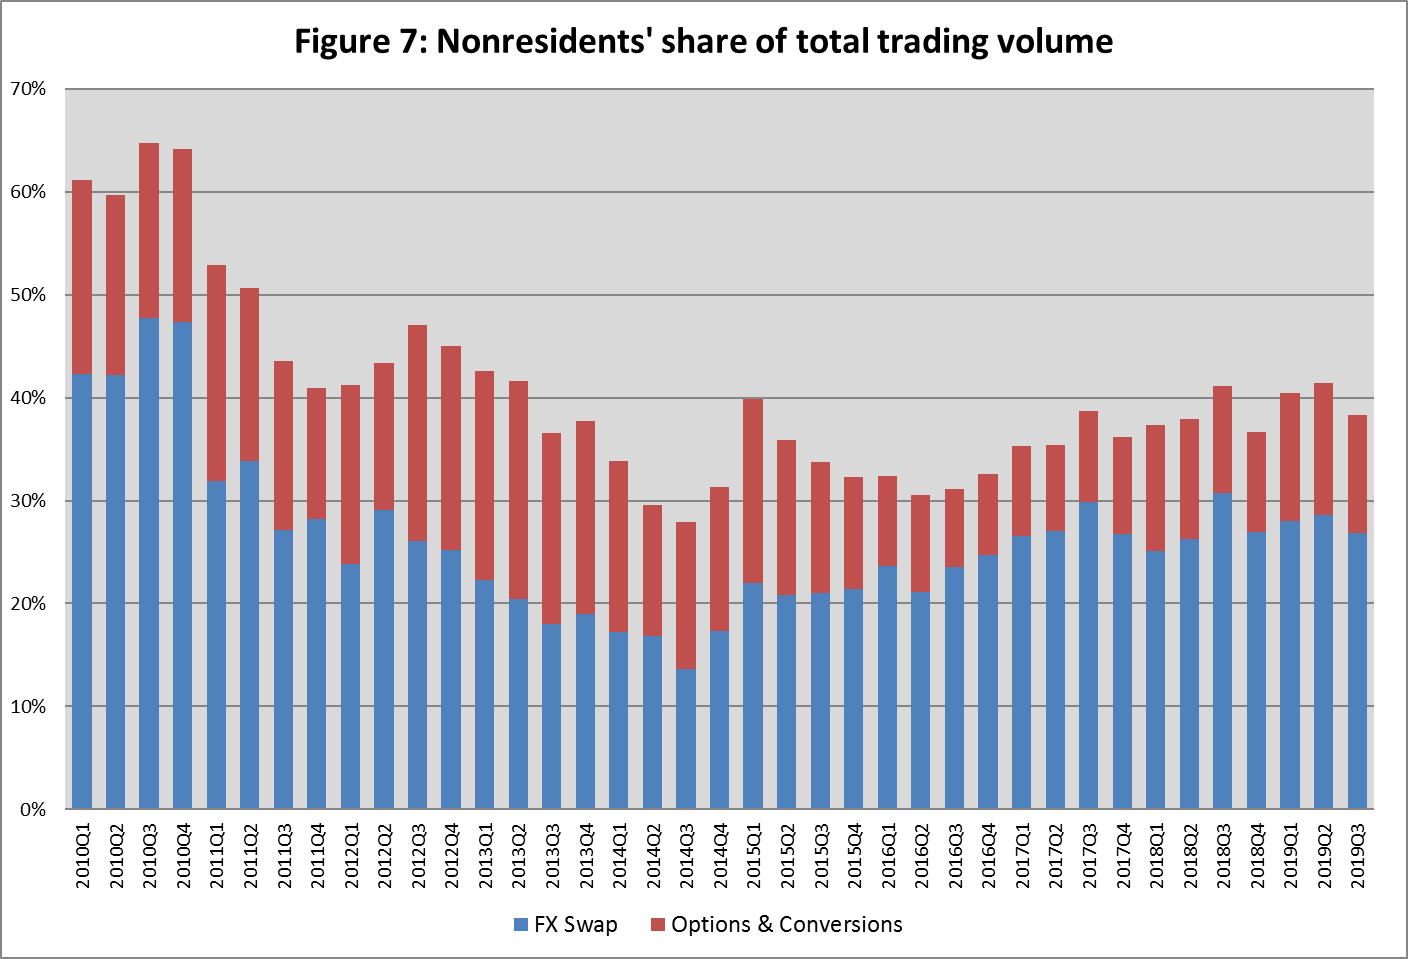 Figure 7: Nonresidents' share of total trading volume
70%
60%
50%
40%
30%
20%
10%
0%
2010Q1
2010Q2
2010Q3
2010Q4
2011Q1
2011Q2
2011Q3
2011Q4
2012Q1
2012Q2
2012Q3
2012Q4
2013Q1
2013Q2
2013Q3
2013Q4
2014Q1
2014Q2
2014Q3
2014Q4
2015Q1
2015Q2
2015Q3
2015Q4
2016Q1
2016Q2
2016Q3
2016Q4
2017Q1
2017Q2
2017Q3
2017Q4
2018Q1
2018Q2
2018Q3
2018Q4
2019Q1
2019Q2
2019Q3
FX Swap
Options & Conversions